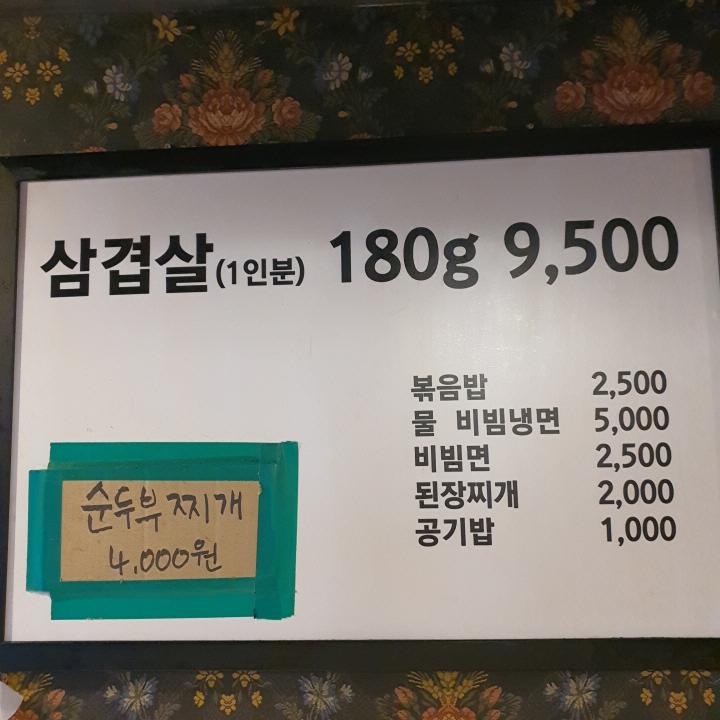 삼겹살(1인분) 180g 9,500
볶음밥 2,500
물 비빔냉면 5,000
비빔면 2,500
된장찌개 2,000
공기밥 1,000
순두부찌개
4,000원